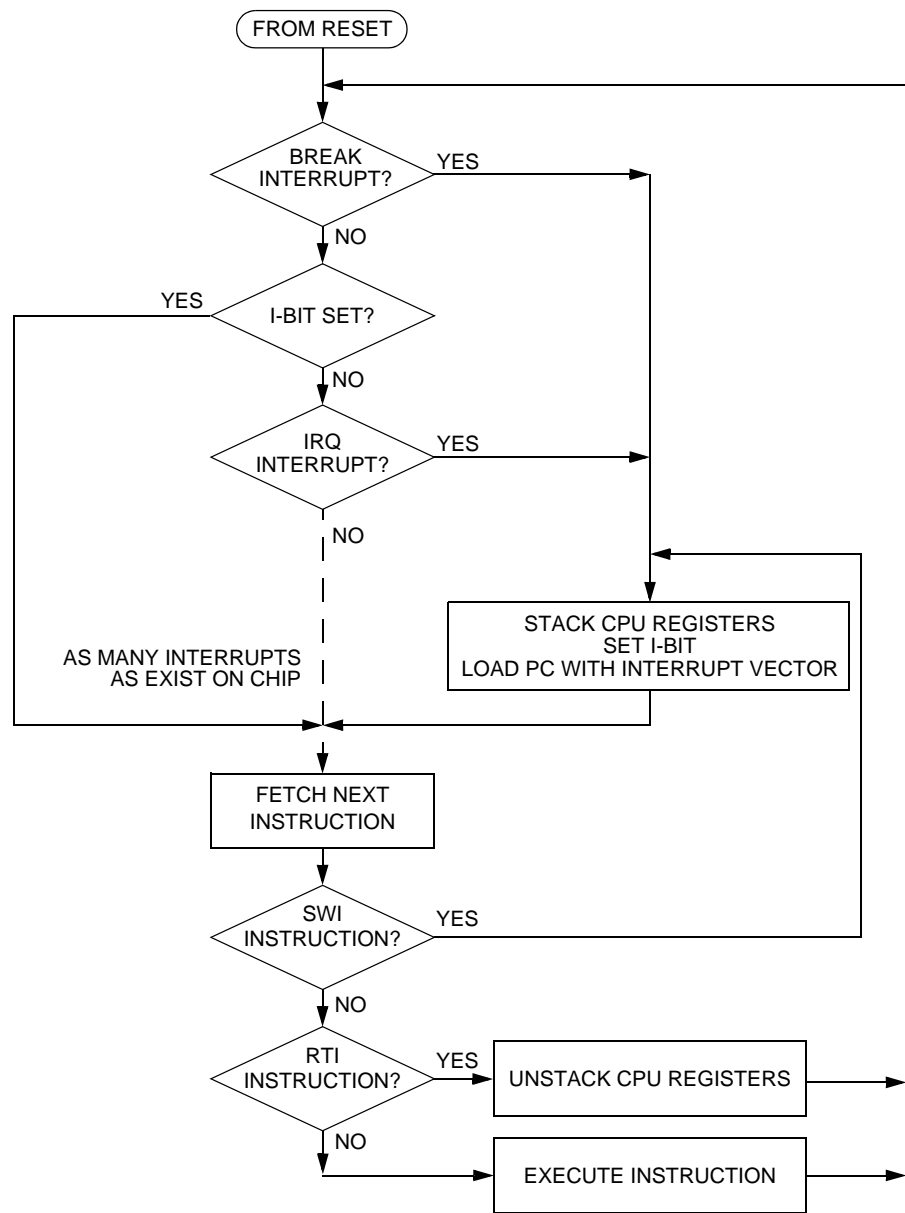 FROM RESET
BREAK
INTERRUPT?
YES
NO
YES
I-BIT SET?
NO
IRQ
INTERRUPT?
YES
NO
STACK CPU REGISTERS
SET I-BIT
LOAD PC WITH INTERRUPT VECTOR
AS MANY INTERRUPTS
AS EXIST ON CHIP
FETCH NEXT
INSTRUCTION
SWI
INSTRUCTION?
YES
NO
RTI
INSTRUCTION?
YES
UNSTACK CPU REGISTERS
NO
EXECUTE INSTRUCTION